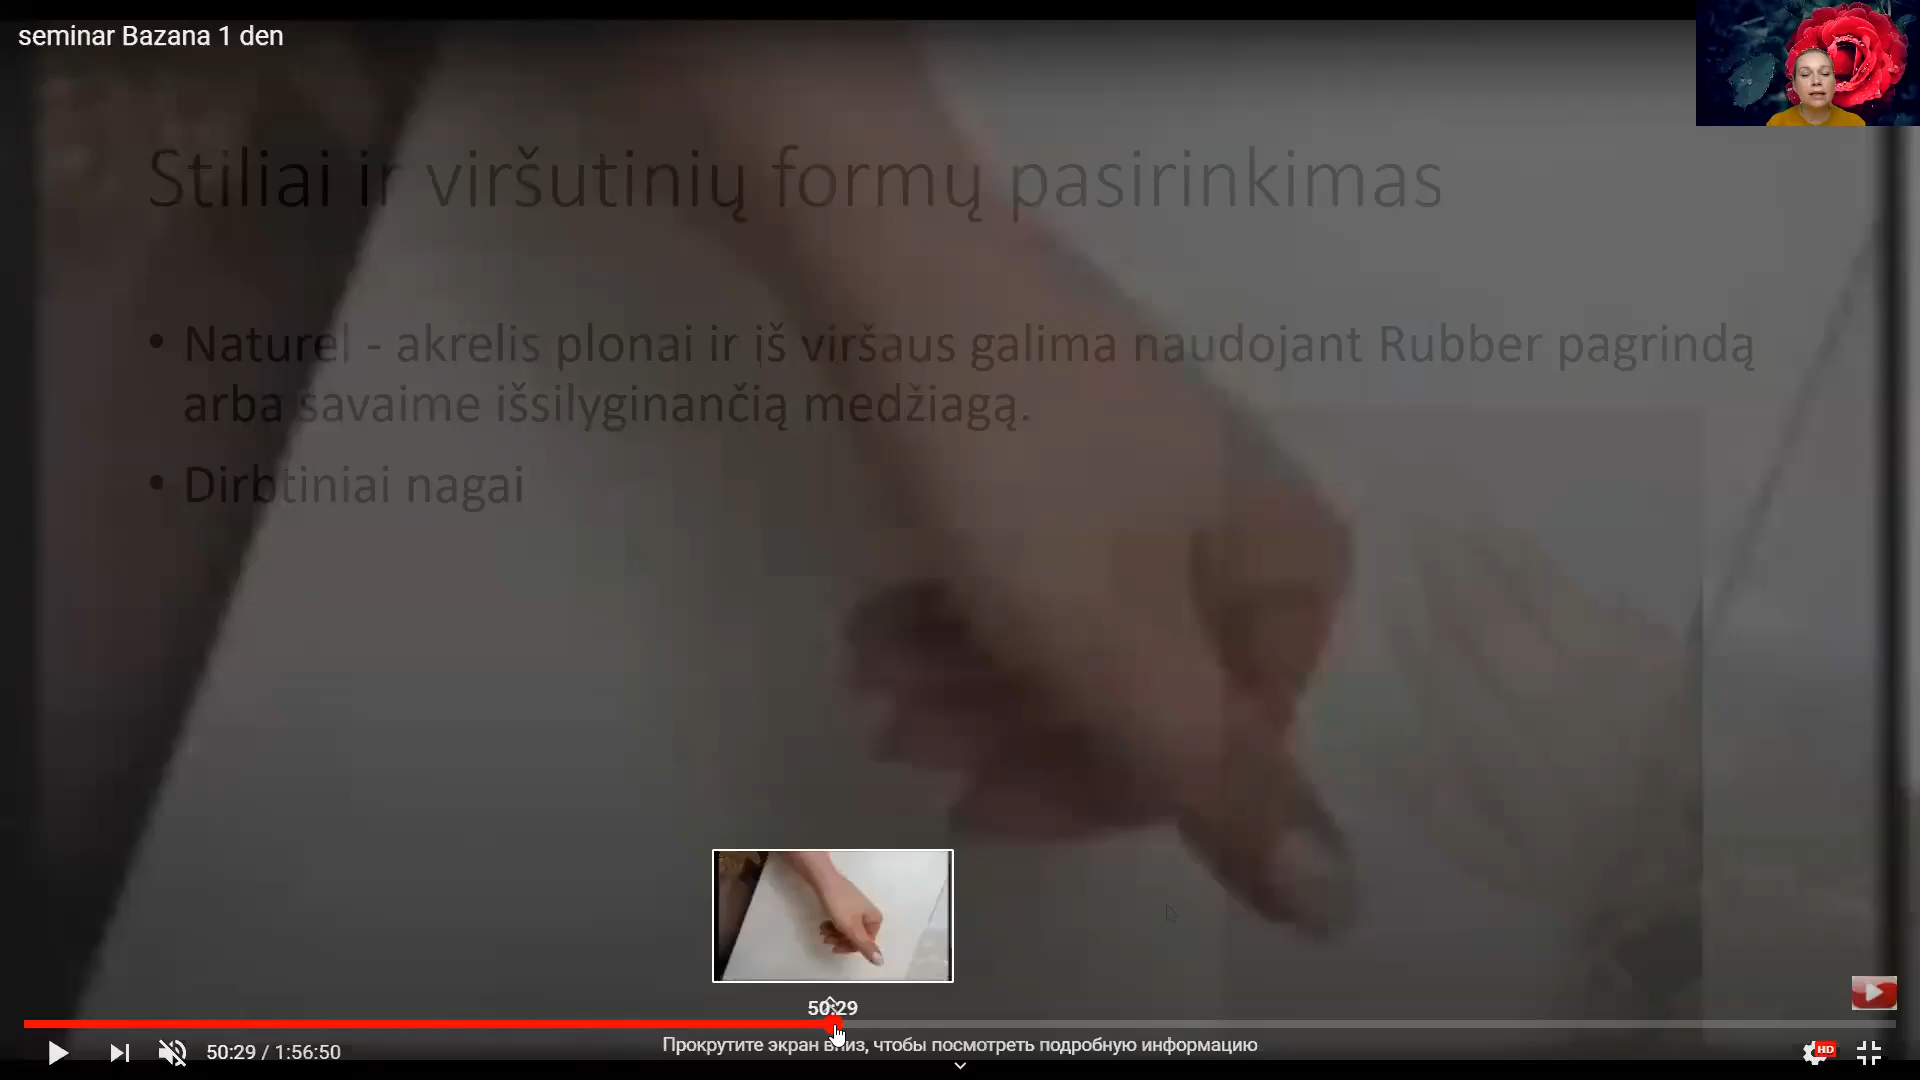 seminar Bazana 1 den
Stiliai ir viršutinių formų pasirinkimas
• Naturel - akrelis plonai ir iš viršaus galima naudojant Rubber pagrindą
arba savaime išsilyginančią medžiagą.
• Dirbtiniai nagai
50:29
50:29 / 1:56:50
Прокрутите экран вниз, чтобы посмотреть подробную информацию
HD